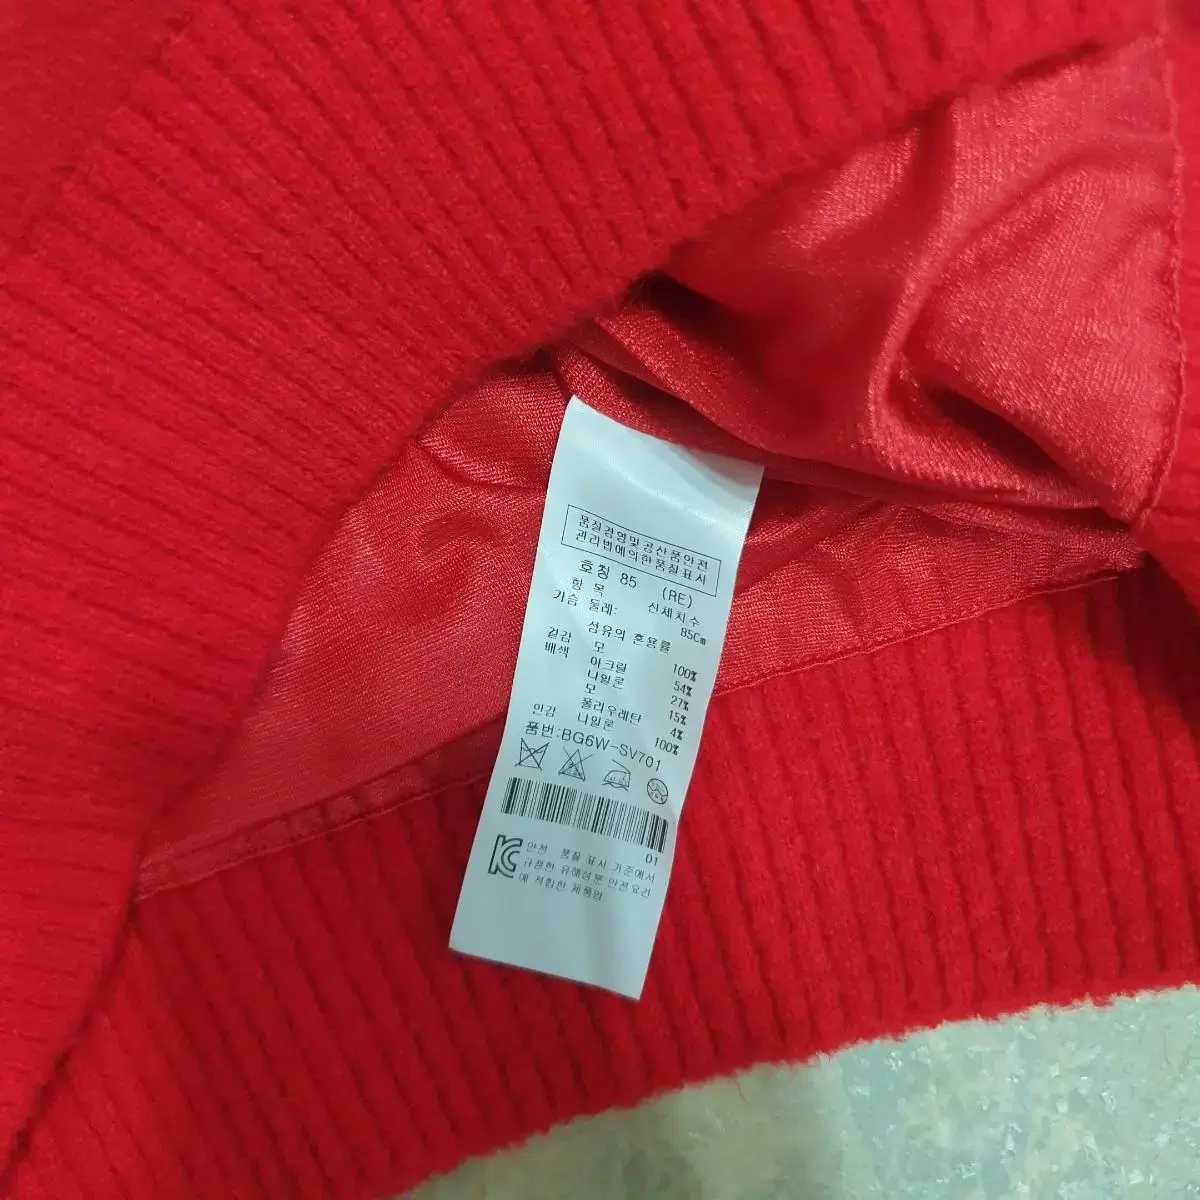 품질경영및공산품안전
관리법에의한품질표시
호칭 85 (RE)
항 목 신체치수
가슴 둘레: 85Cm
섬유의 혼용률
겉감 모 100%
배색 아크릴 54%
나일론 27%
모 15%
폴리우레탄 4%
안감 나일론 100%
품번:BG6W-SV701
01
안전 품질 표시 기준에서
규정한 유해성분 안전요건
에 적합한 제품임